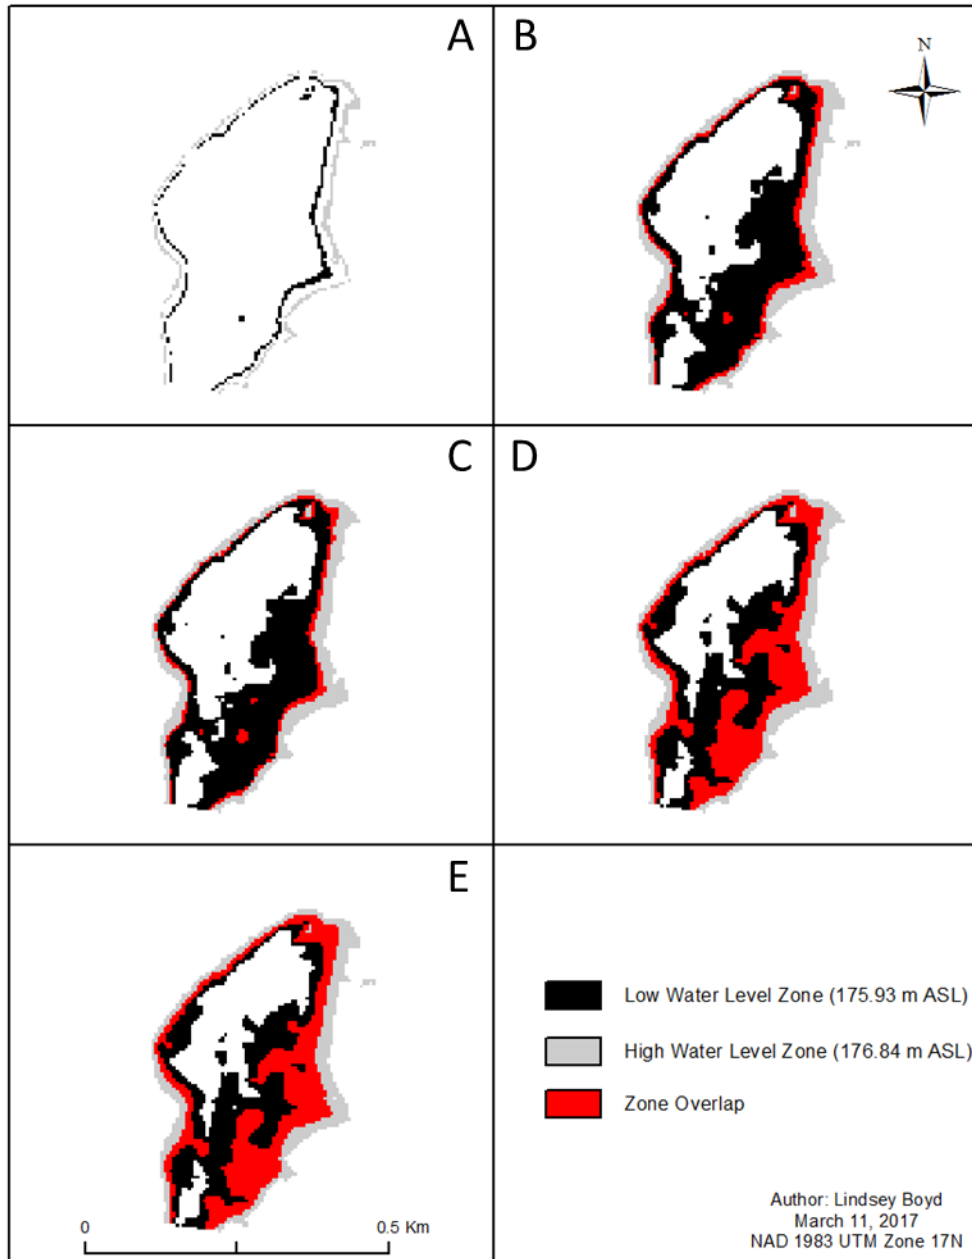 A
B
N
C
D
E
Low Water Level Zone (175.93 m ASL)
High Water Level Zone (176.84 m ASL)
Zone Overlap
0
0.5 Km
Author: Lindsey Boyd
March 11, 2017
NAD 1983 UTM Zone 17N